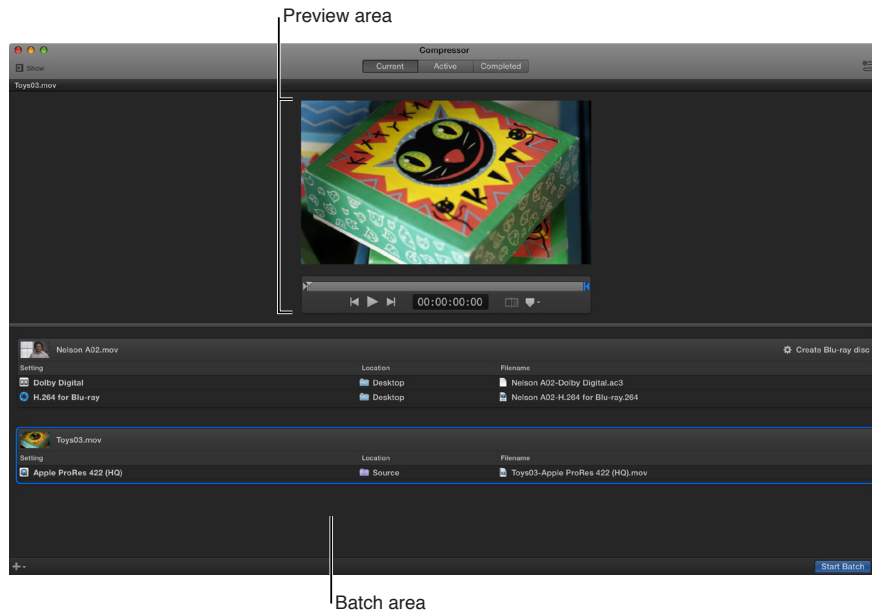 Preview area
Compressor
Show
Current Active Completed
Toys03.mov
KITTYKA
KIT KIT
00:00:00:00
Nelson A02.mov Create Blu-ray disc
Setting Location Filename
Dolby Digital Desktop Nelson A02-Dolby Digital.ac3
H.264 for Blu-ray Desktop Nelson A02-H.264 for Blu-ray.264
Toys03.mov
Setting Location Filename
Apple ProRes 422 (HQ) Source Toys03-Apple ProRes 422 (HQ).mov
Start Batch
Batch area